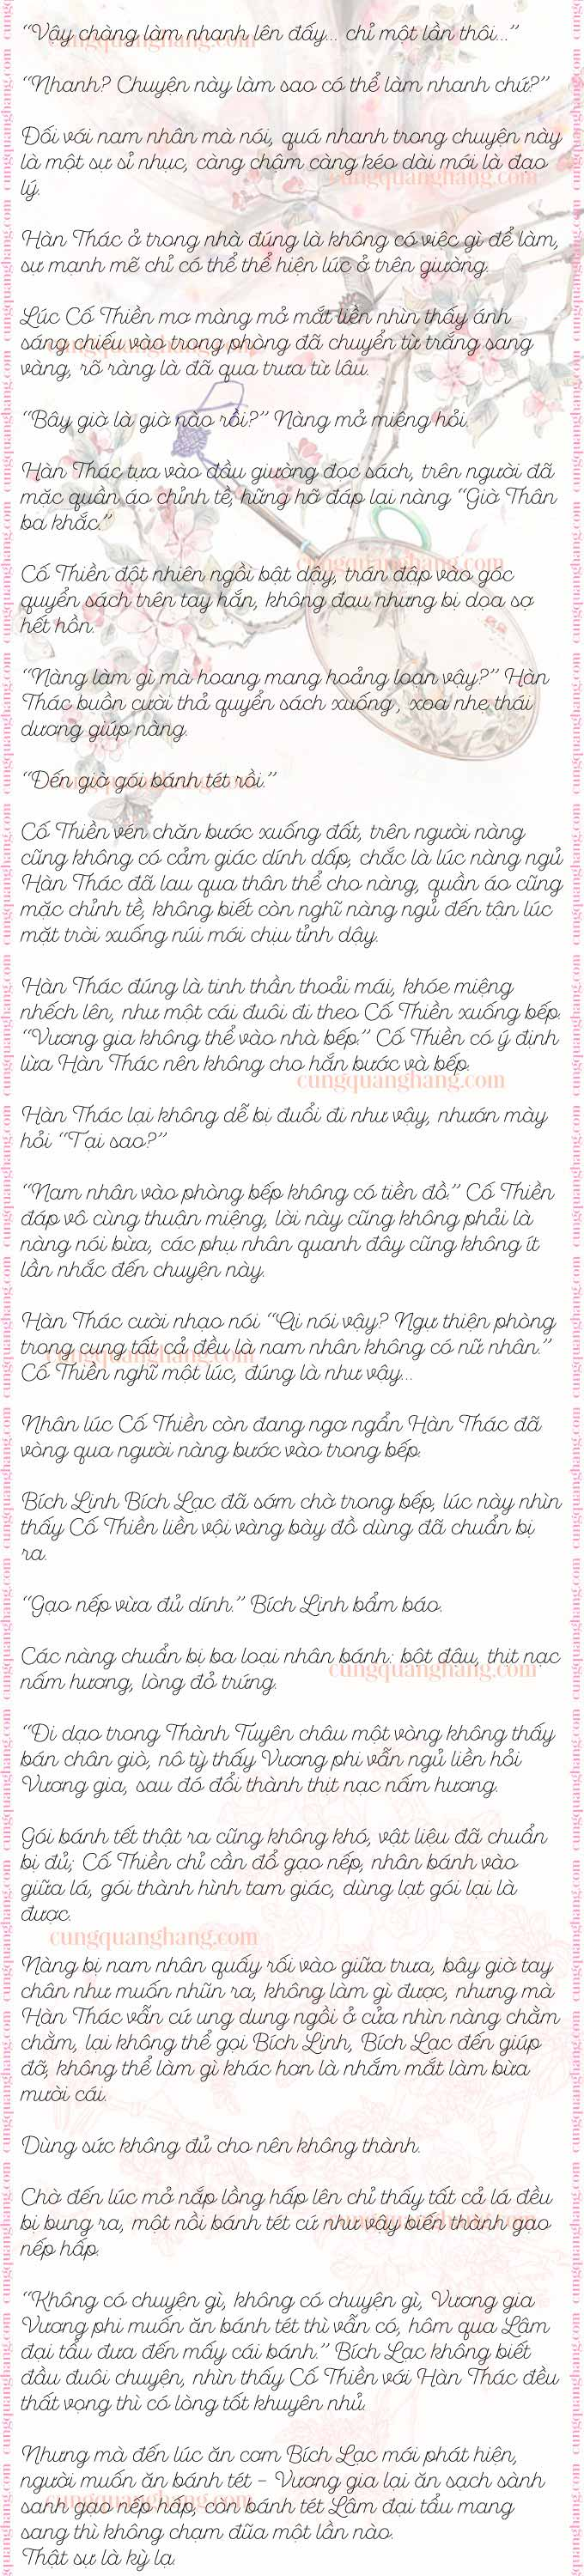 “Vậy chàng làm nhanh lên đấy... chỉ một lần thôi...”
cungquanghang.com
“Nhanh? Chuyện này làm sao có thể làm nhanh chứ?”
Đối với nam nhân mà nói, quá nhanh trong chuyện này
là một sự sỉ nhục, càng chậm càng kéo dài mới là đạo
cungquanghang.com
lý.
Hàn Thác ở trong nhà đúng là không có việc gì để làm,
sự mạnh mẽ chỉ có thể thể hiện lúc ở trên giường.
Lúc Cố Thiền mơ màng mở mắt liền nhìn thấy ánh
sáng chiếu vào trong phòng đã chuyển từ trắng sang
cungquanghang.com
vàng, rõ ràng là đã qua trưa từ lâu.
“Bây giờ là giờ nào rồi?” Nàng mở miệng hỏi.
Hàn Thác tựa vào đầu giường đọc sách, trên người đã
mặc quần áo chỉnh tề, hững hờ đáp lại nàng “Giờ Thân
ba khắc.”
cungquanghang.com
Cố Thiền đột nhiên ngồi bật dậy, trán đập vào góc
quyển sách trên tay hắn, không đau nhưng bị dọa sợ
hết hồn.
“Nàng làm gì mà hoang mang hoảng loạn vậy?” Hàn
Thác buồn cười thả quyển sách xuống, xoa nhẹ thái
dương giúp nàng.
“Đến giờ gói bánh tét rồi.”
cungquanghang.com
Cố Thiền vén chăn bước xuống đất, trên người nàng
cũng không có cảm giác dính dấp, chắc là lúc nàng ngủ
Hàn Thác đã lau qua thân thể cho nàng, quần áo cũng
mặc chỉnh tề, không biết còn nghĩ nàng ngủ đến tận lúc
mặt trời xuống núi mới chịu tỉnh dậy.
Hàn Thác đúng là tinh thần thoải mái, khóe miệng
nhếch lên, như một cái đuôi đi theo Cố Thiền xuống bếp.
“Vương gia không thể vào nhà bếp.” Cố Thiền có ý định
lừa Hàn Thác nên không cho hắn bước và bếp.
cungquanghang.com
Hàn Thác lại không dễ bị đuổi đi như vậy, nhướn mày
hỏi “Tại sao?”
“Nam nhân vào phòng bếp không có tiền đồ.” Cố Thiền
đáp vô cùng thuận miệng, lời này cũng không phải là
nàng nói bừa, các phụ nhân quanh đây cũng không ít
lần nhắc đến chuyện này.
Hàn Thác cười nhạo nói “Ai nói vậy? Ngự thiện phòng
trong cung tất cả đều là nam nhân không có nữ nhân.”
cungquanghang.com
Cố Thiền nghĩ một lúc, đúng là như vậy...
Nhân lúc Cố Thiền còn đang ngơ ngẩn Hàn Thác đã
vòng qua người nàng bước vào trong bếp.
Bích Linh Bích Lạc đã sớm chờ trong bếp, lúc này nhìn
thấy Cố Thiền liền vội vàng bày đồ dùng đã chuẩn bị
ra.
“Gạo nếp vừa đủ dính.” Bích Linh bẩm báo.
Các nàng chuẩn bị ba loại nhân bánh: bột đậu, thịt nạc
cungquanghang.com
nấm hương, lòng đỏ trứng.
“Đi dạo trong Thành Túyên châu một vòng không thấy
bán chân giò, nô tỳ thấy Vương phi vẫn ngủ liền hỏi
Vương gia, sau đó đổi thành thịt nạc nấm hương.
Gói bánh tết thật ra cũng không khó, vật liệu đã chuẩn
bị đủ; Cố Thiền chỉ cần đổ gạo nếp, nhân bánh vào
giữa lá, gói thành hình tam giác, dùng lạt gói lại là
được.
cungquanghang.com
Nàng bị nam nhân quấy rối vào giữa trưa, bây giờ tay
chân như muốn nhũn ra, không làm gì được, nhưng mà
Hàn Thác vẫn cứ ung dung ngồi ở cửa nhìn nàng chằm
chằm, lại không thể gọi Bích Linh, Bích Lạc đến giúp
đỡ, không thể làm gì khác hơn là nhắm mắt làm bừa
mười cái.
Dùng sức không đủ cho nên không thành.
Chờ đến lúc mở nắp lồng hấp lên chỉ thấy tất cả lá đều
bị bung ra, một nồi bánh tét cứ như vậy biến thành gạo
cungquanghang.com
nếp hấp.
“Không có chuyện gì, không có chuyện gì, Vương gia
Vương phi muốn ăn bánh tét thì vẫn có, hôm qua Lâm
đại tẩu đưa đến mấy cái bánh.” Bích Lạc không biết
đầu đuôi chuyện, nhìn thấy Cố Thiền với Hàn Thác đều
thất vọng thì có lòng tốt khuyên nhủ.
Nhưng mà đến lúc ăn cơm Bích Lạc mới phát hiện,
người muốn ăn bánh tét – Vương gia lại ăn sạch sành
sanh gạo nếp hấp, còn bánh tét Lâm đại tẩu mang
cungquanghang.com
sang thì không chạm đũa một lần nào.
Thật sự là kỳ lạ